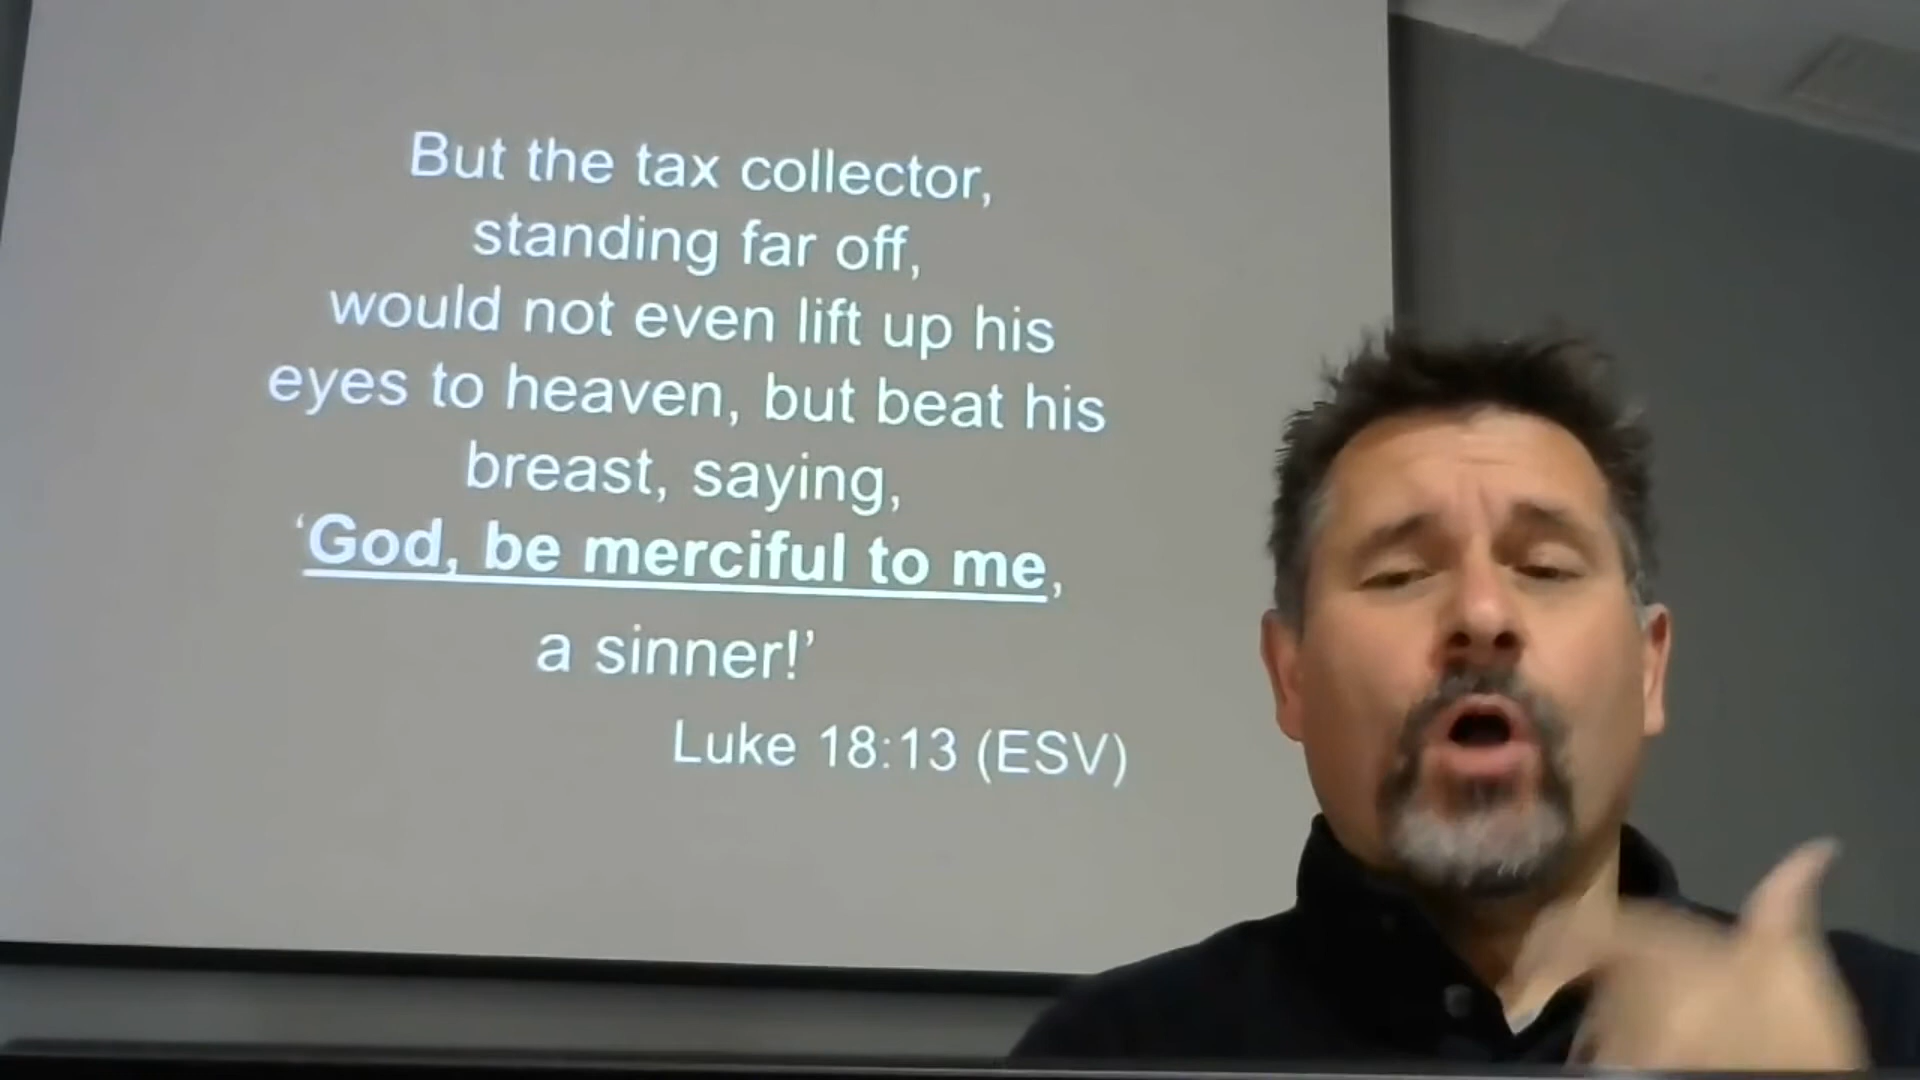 But the tax collector,
standing far off,
would not even lift up his
eyes to heaven, but beat his
breast, saying,
‘God, be merciful to me,
a sinner!’
Luke 18:13 (ESV)